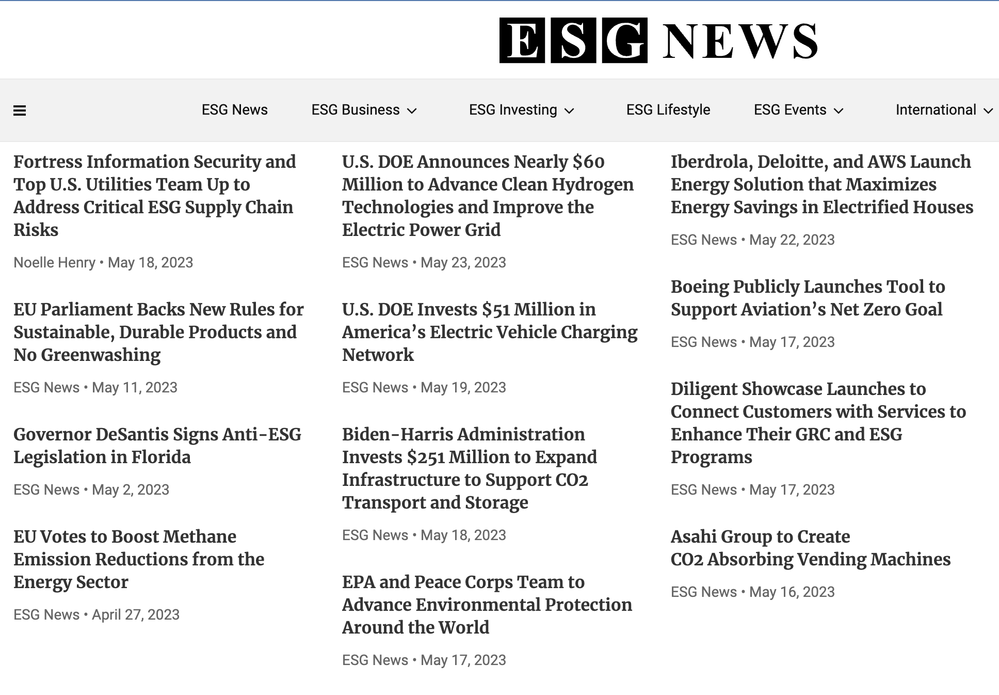 ESG NEWS
ESG News
ESG Business
ESG Investing
ESG Lifestyle
ESG Events
International
Fortress Information Security and
Top U.S. Utilities Team Up to
Address Critical ESG Supply Chain
Risks
Noelle Henry • May 18, 2023
EU Parliament Backs New Rules for
Sustainable, Durable Products and
No Greenwashing
ESG News • May 11, 2023
Governor DeSantis Signs Anti-ESG
Legislation in Florida
ESG News • May 2, 2023
EU Votes to Boost Methane
Emission Reductions from the
Energy Sector
ESG News • April 27, 2023
U.S. DOE Announces Nearly $60
Million to Advance Clean Hydrogen
Technologies and Improve the
Electric Power Grid
ESG News • May 23, 2023
U.S. DOE Invests $51 Million in
America’s Electric Vehicle Charging
Network
ESG News • May 19, 2023
Biden-Harris Administration
Invests $251 Million to Expand
Infrastructure to Support CO2
Transport and Storage
ESG News • May 18, 2023
EPA and Peace Corps Team to
Advance Environmental Protection
Around the World
ESG News • May 17, 2023
Iberdrola, Deloitte, and AWS Launch
Energy Solution that Maximizes
Energy Savings in Electrified Houses
ESG News • May 22, 2023
Boeing Publicly Launches Tool to
Support Aviation’s Net Zero Goal
ESG News • May 17, 2023
Diligent Showcase Launches to
Connect Customers with Services to
Enhance Their GRC and ESG
Programs
ESG News • May 17, 2023
Asahi Group to Create
CO2 Absorbing Vending Machines
ESG News • May 16, 2023